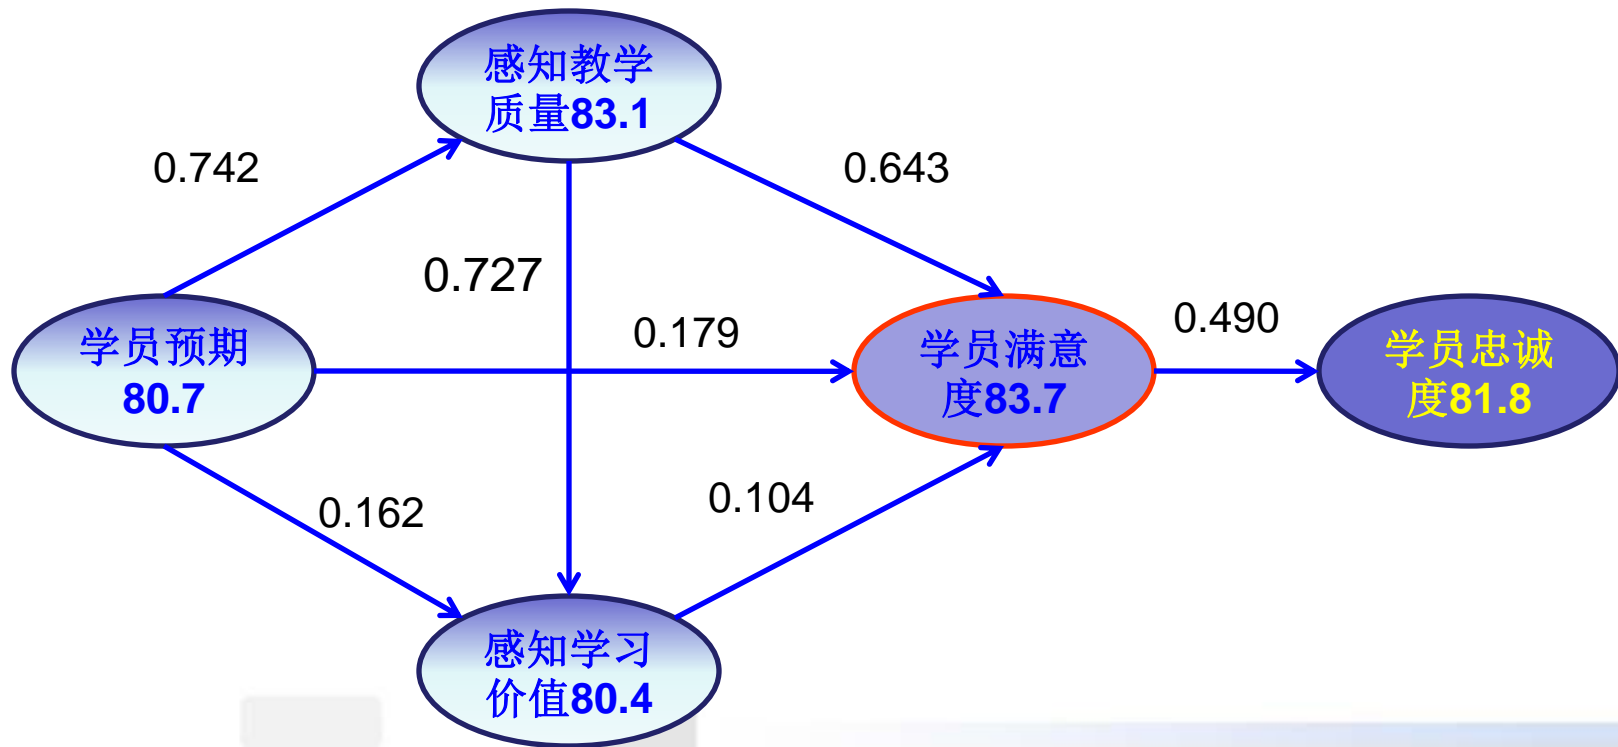 感知教学
质量83.1
0.742
0.643
0.727
0.179
0.490
学员预期
80.7
学员满意
度83.7
学员忠诚
度81.8
0.162
0.104
感知学习
价值80.4